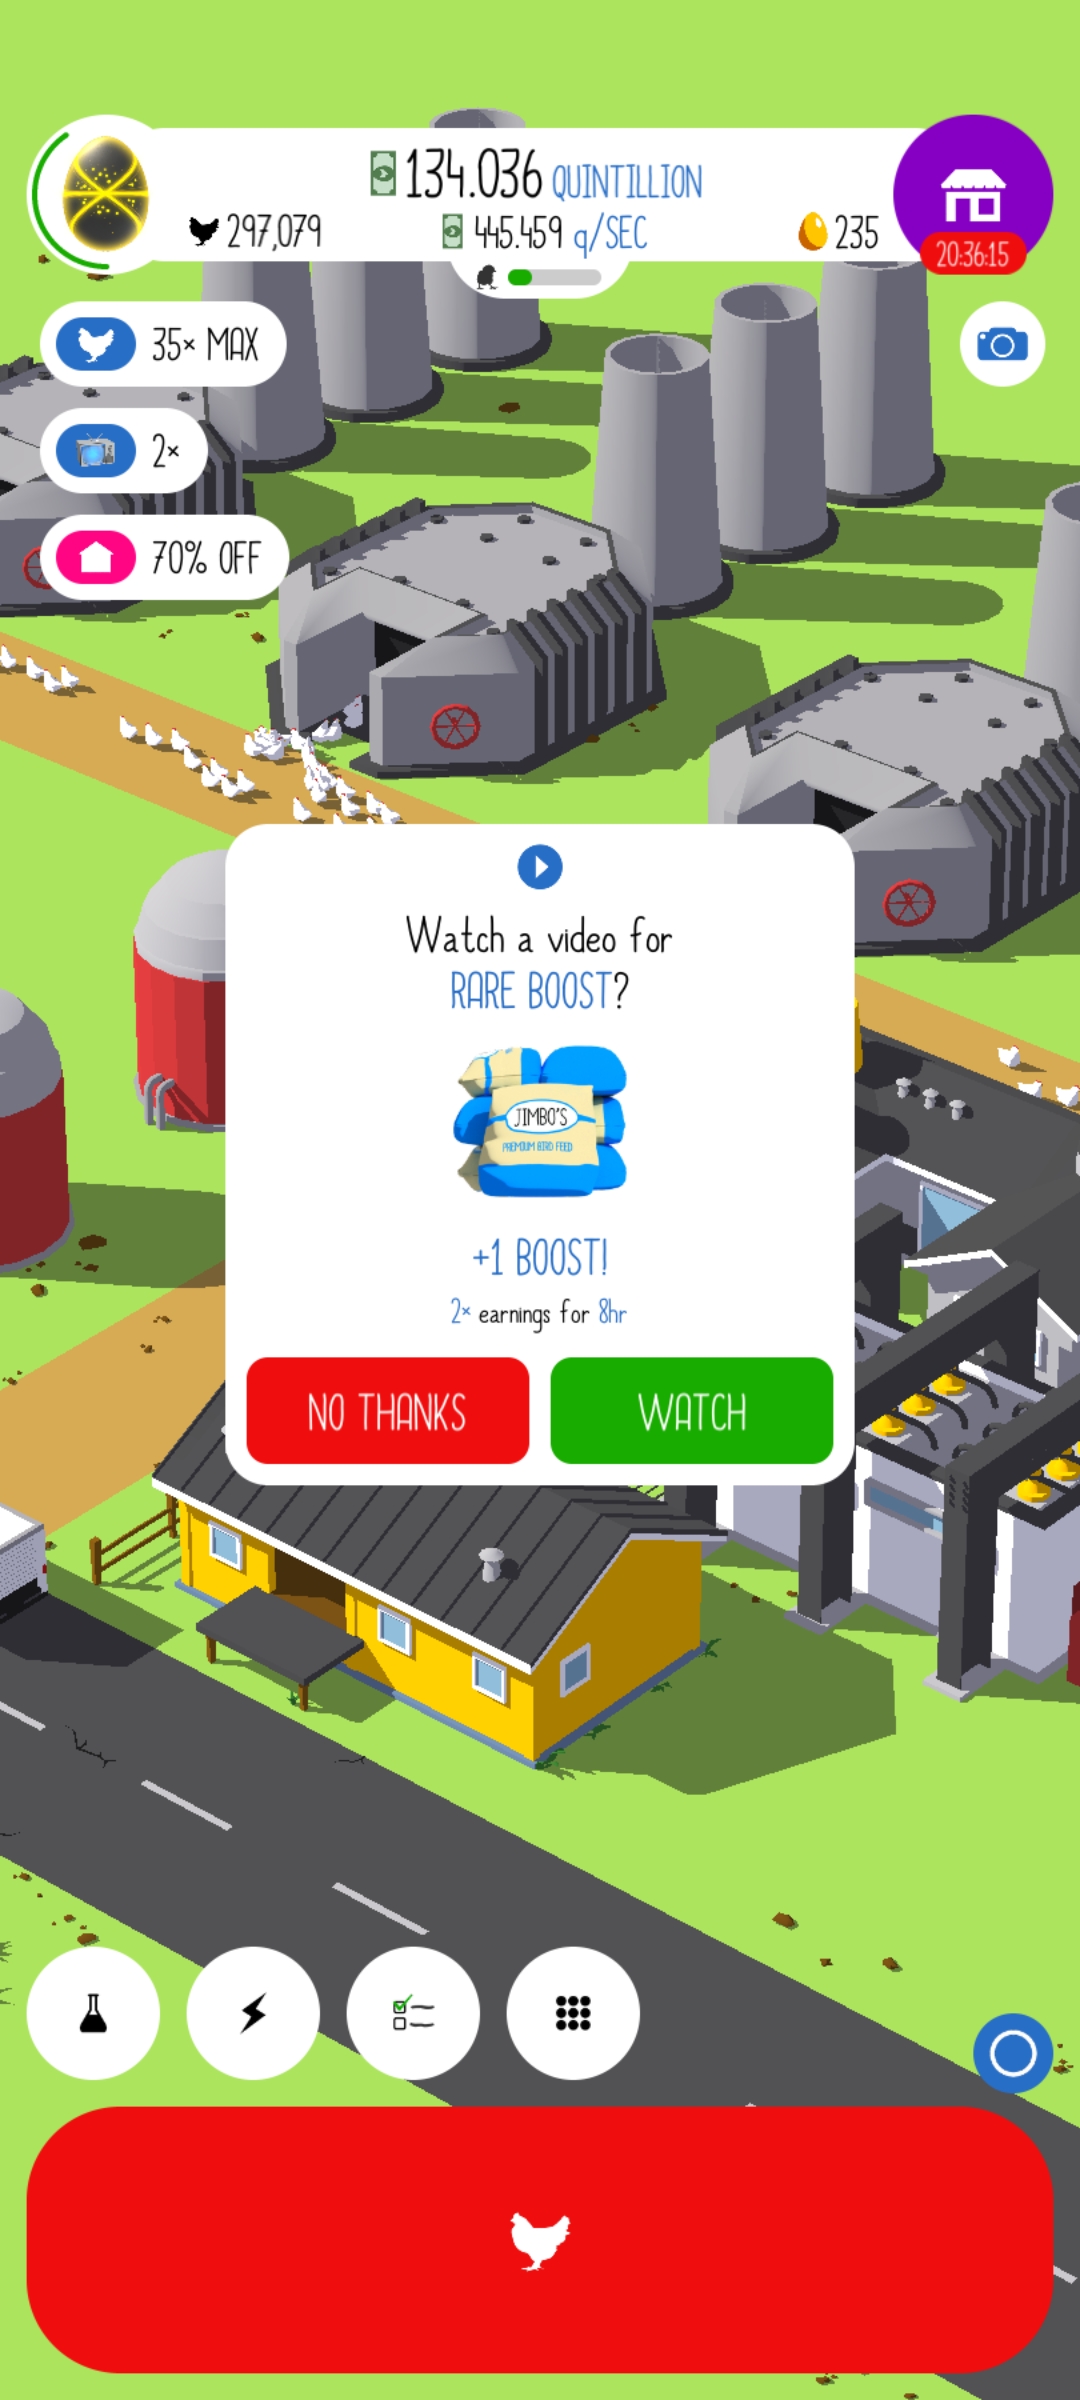 134.036 QUINTILLION
297,079
445.459 q/SEC
235
20:36:15
35× MAX
2×
70% OFF
Watch a video for
RARE BOOST?
JIMBO'S
PREMIUM BIRD FEED
+1 BOOST!
2× earnings for 8hr
NO THANKS
WATCH